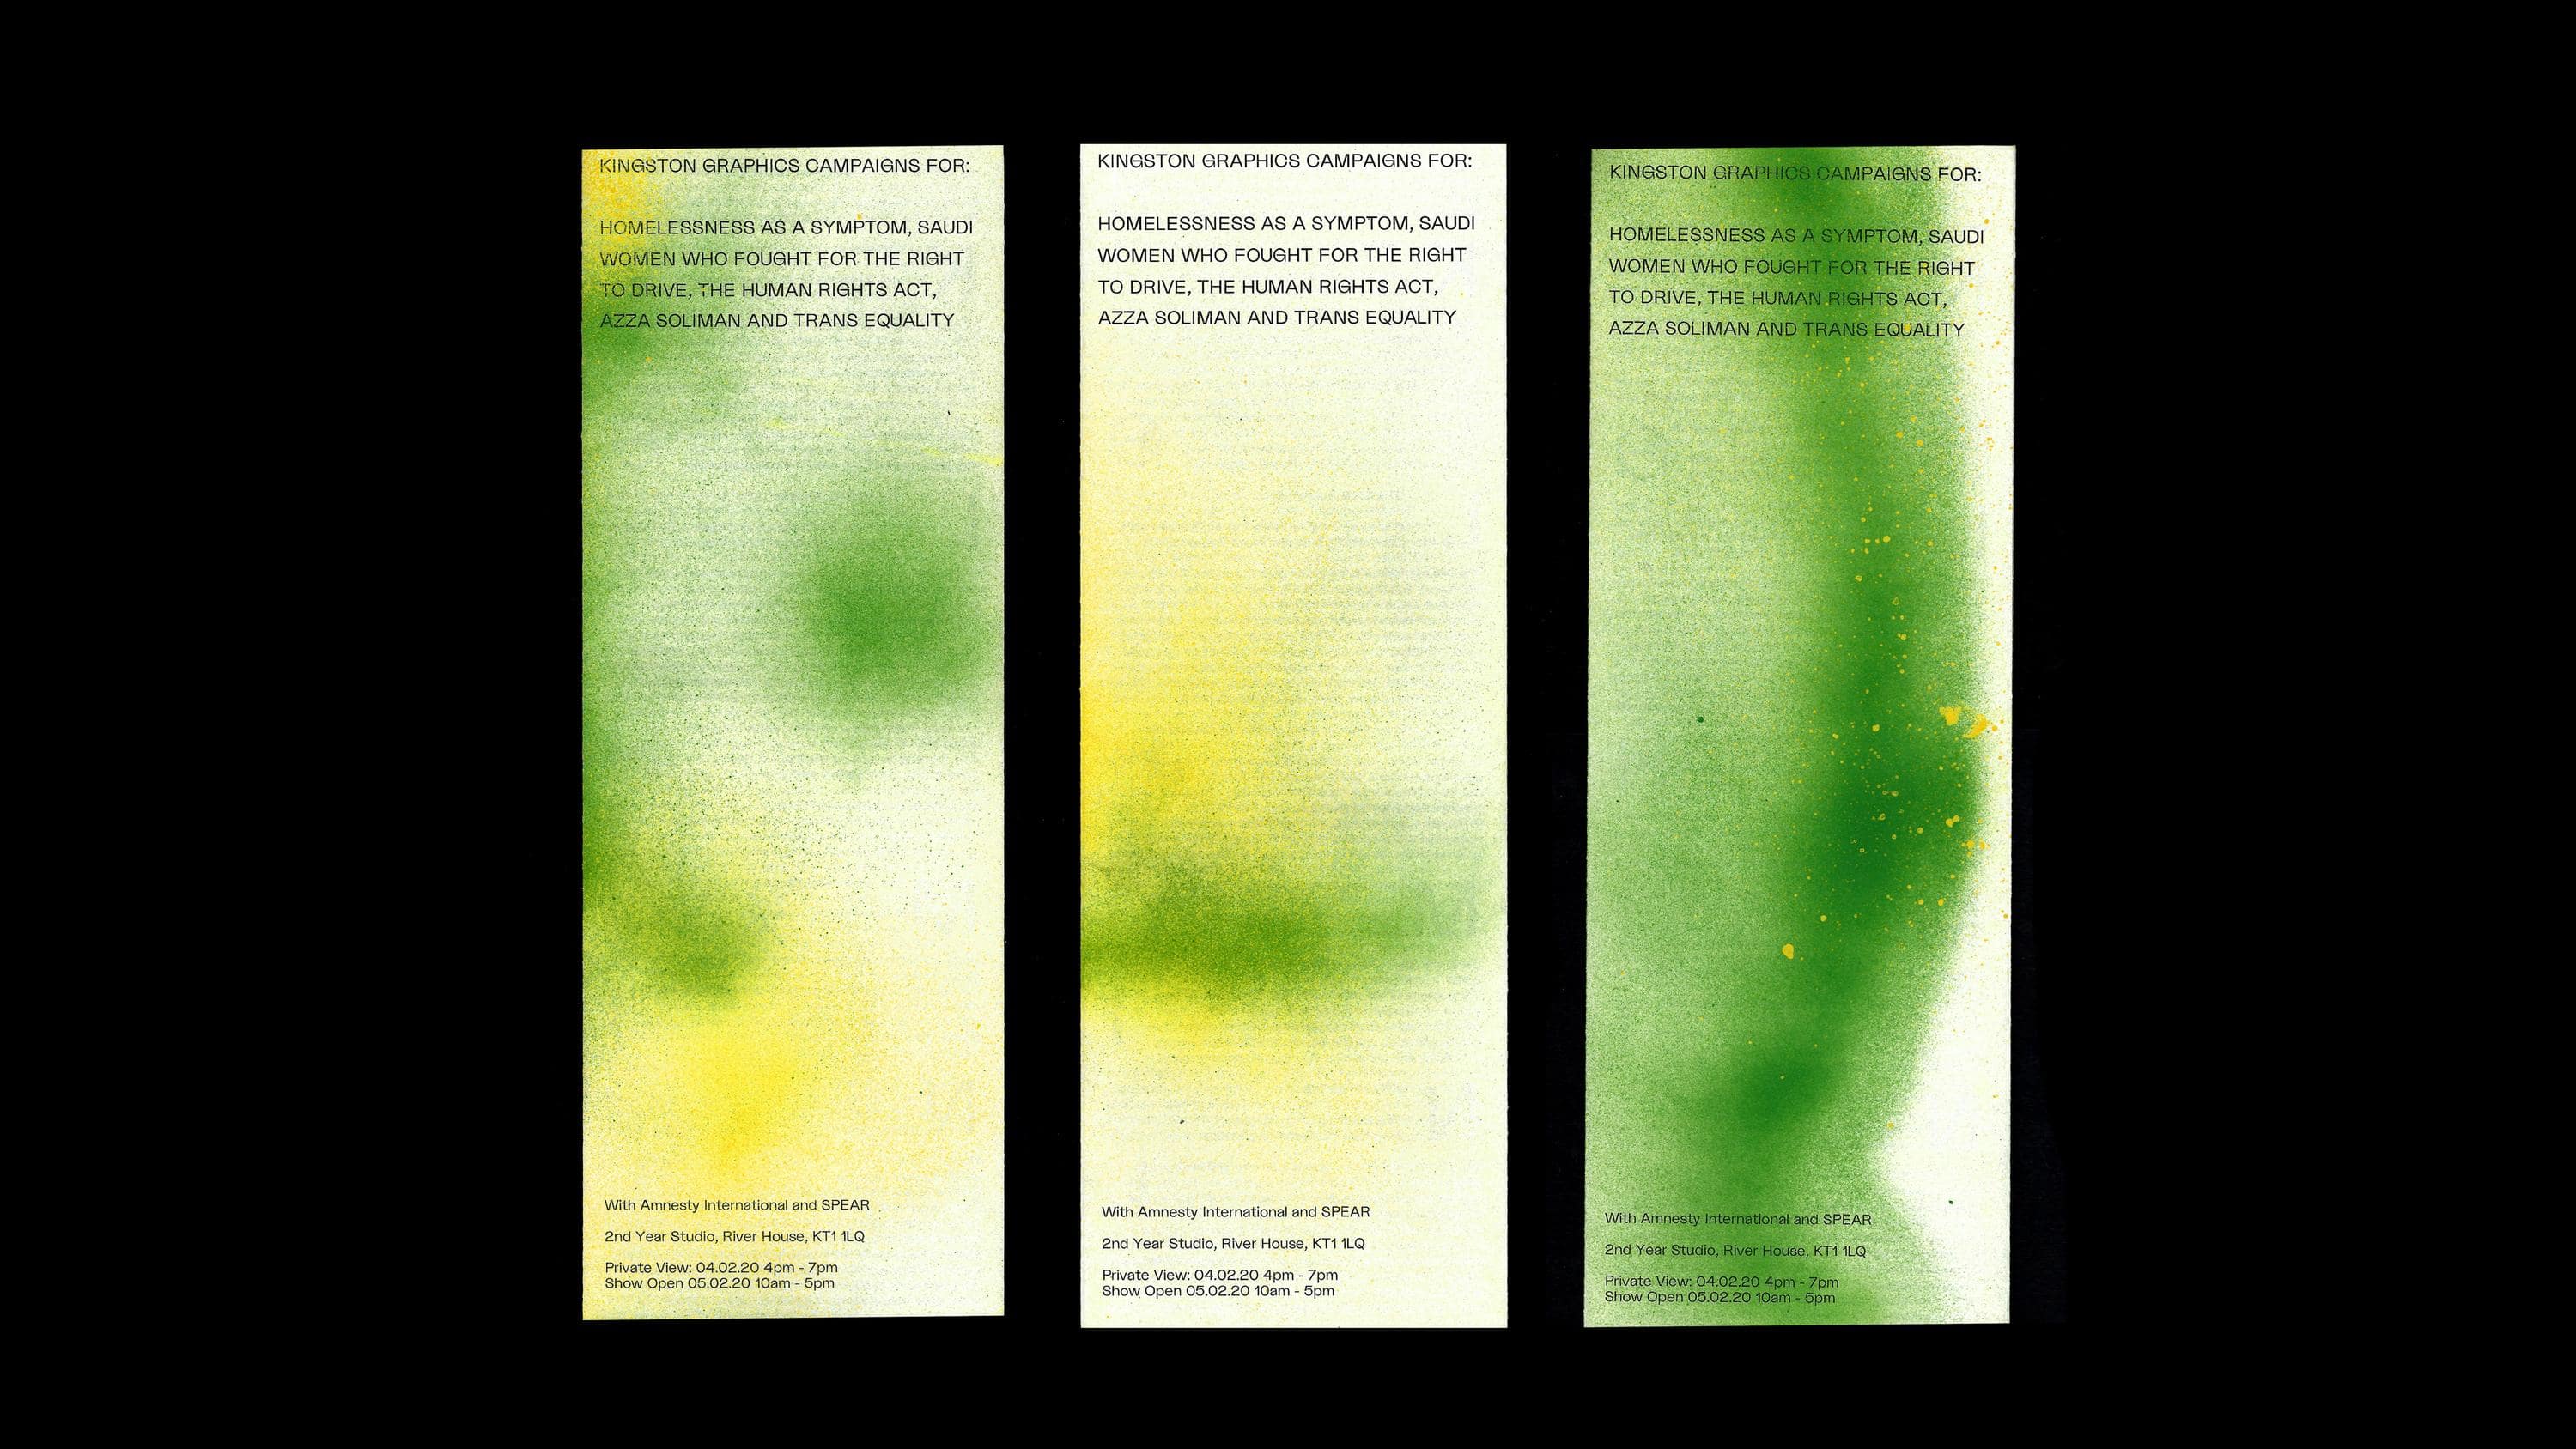 KINGSTON GRAPHICS CAMPAIGNS FOR:
HOMELESSNESS AS A SYMPTOM, SAUDI
WOMEN WHO FOUGHT FOR THE RIGHT
TO DRIVE, THE HUMAN RIGHTS ACT,
AZZA SOLIMAN AND TRANS EQUALITY
With Amnesty International and SPEAR
2nd Year Studio, River House, KT1 1LQ
Private View: 04.02.20 4pm - 7pm
Show Open 05.02.20 10am - 5pm
KINGSTON GRAPHICS CAMPAIGNS FOR:
HOMELESSNESS AS A SYMPTOM, SAUDI
WOMEN WHO FOUGHT FOR THE RIGHT
TO DRIVE, THE HUMAN RIGHTS ACT,
AZZA SOLIMAN AND TRANS EQUALITY
With Amnesty International and SPEAR
2nd Year Studio, River House, KT1 1LQ
Private View: 04.02.20 4pm - 7pm
Show Open 05.02.20 10am - 5pm
KINGSTON GRAPHICS CAMPAIGNS FOR:
HOMELESSNESS AS A SYMPTOM, SAUDI
WOMEN WHO FOUGHT FOR THE RIGHT
TO DRIVE, THE HUMAN RIGHTS ACT,
AZZA SOLIMAN AND TRANS EQUALITY
With Amnesty International and SPEAR
2nd Year Studio, River House, KT1 1LQ
Private View: 04.02.20 4pm - 7pm
Show Open 05.02.20 10am - 5pm